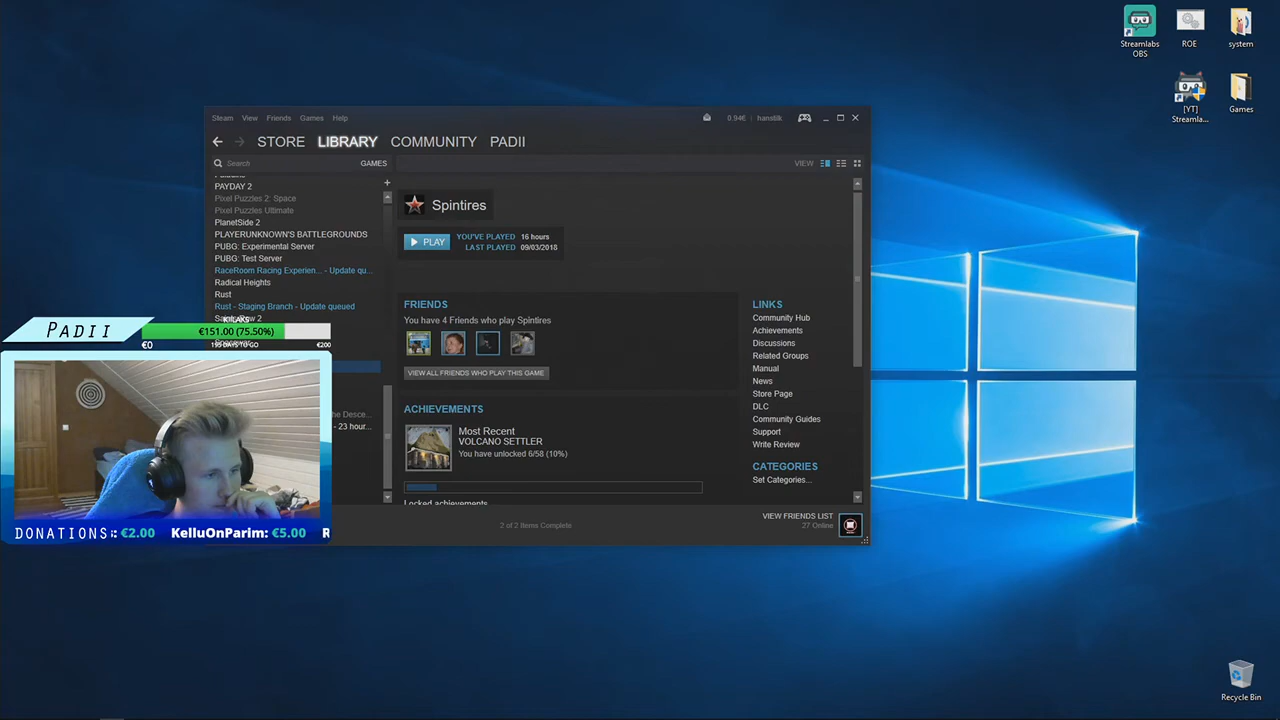 Streamlabs
OBS
ROE
system
[YT]
Streamla...
Games
Steam View Friends Games Help
0.94€ hanstilk
STORE LIBRARY COMMUNITY PADII
Search GAMES
VIEW
PAYDAY 2
Pixel Puzzles 2: Space
Pixel Puzzles Ultimate
PlanetSide 2
PLAYERUNKNOWN'S BATTLEGROUNDS
PUBG: Experimental Server
PUBG: Test Server
RaceRoom Racing Experien... - Update qu...
Radical Heights
Rust
Rust - Staging Branch - Update queued
the Desce...
- 23 hour...
Spintires
PLAY
YOU'VE PLAYED 16 hours
LAST PLAYED 09/03/2018
FRIENDS
You have 4 Friends who play Spintires
VIEW ALL FRIENDS WHO PLAY THIS GAME
ACHIEVEMENTS
Most Recent
VOLCANO SETTLER
You have unlocked 6/58 (10%)
Locked achievements
LINKS
Community Hub
Achievements
Discussions
Related Groups
Manual
News
Store Page
DLC
Community Guides
Support
Write Review
CATEGORIES
Set Categories...
2 of 2 Items Complete
VIEW FRIENDS LIST
27 Online
PADII
€151.00 (75.50%)
€0 €200
DONATIONS: €2.00 KelluOnParim: €5.00 R
Recycle Bin